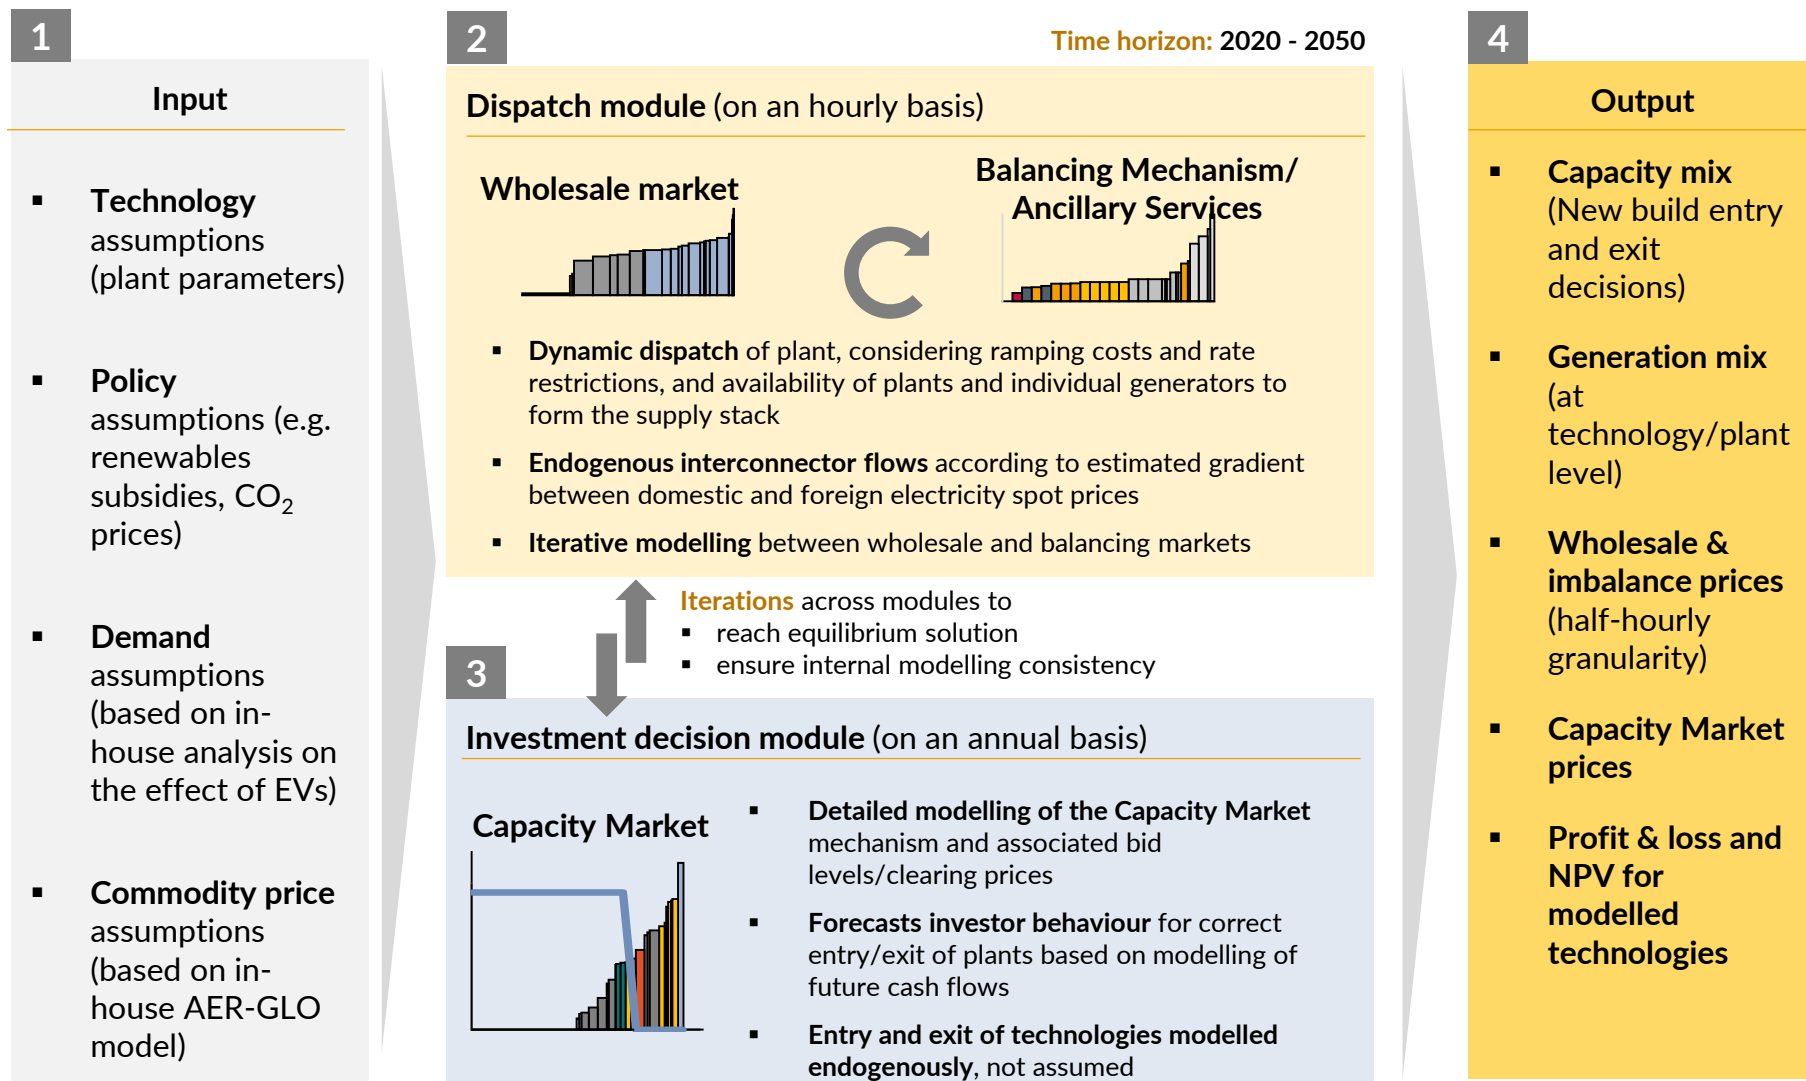 1
Input
Technology
assumptions
(plant parameters)
Policy
assumptions (e.g.
renewables
subsidies, CO₂
prices)
Demand
assumptions
(based on in-
house analysis on
the effect of EVs)
Commodity price
assumptions
(based on in-
house AER-GLO
model)
2
Time horizon: 2020 - 2050
Dispatch module (on an hourly basis)
Wholesale market
Balancing Mechanism/
Ancillary Services
▪ Dynamic dispatch of plant, considering ramping costs and rate
restrictions, and availability of plants and individual generators to
form the supply stack
▪ Endogenous interconnector flows according to estimated gradient
between domestic and foreign electricity spot prices
▪ Iterative modelling between wholesale and balancing markets
Iterations across modules to
▪ reach equilibrium solution
▪ ensure internal modelling consistency
3
Investment decision module (on an annual basis)
Capacity Market
▪ Detailed modelling of the Capacity Market
mechanism and associated bid
levels/clearing prices
▪ Forecasts investor behaviour for correct
entry/exit of plants based on modelling of
future cash flows
▪ Entry and exit of technologies modelled
endogenously, not assumed
4
Output
▪ Capacity mix
(New build entry
and exit
decisions)
▪ Generation mix
(at
technology/plant
level)
▪ Wholesale &
imbalance prices
(half-hourly
granularity)
▪ Capacity Market
prices
▪ Profit & loss and
NPV for
modelled
technologies